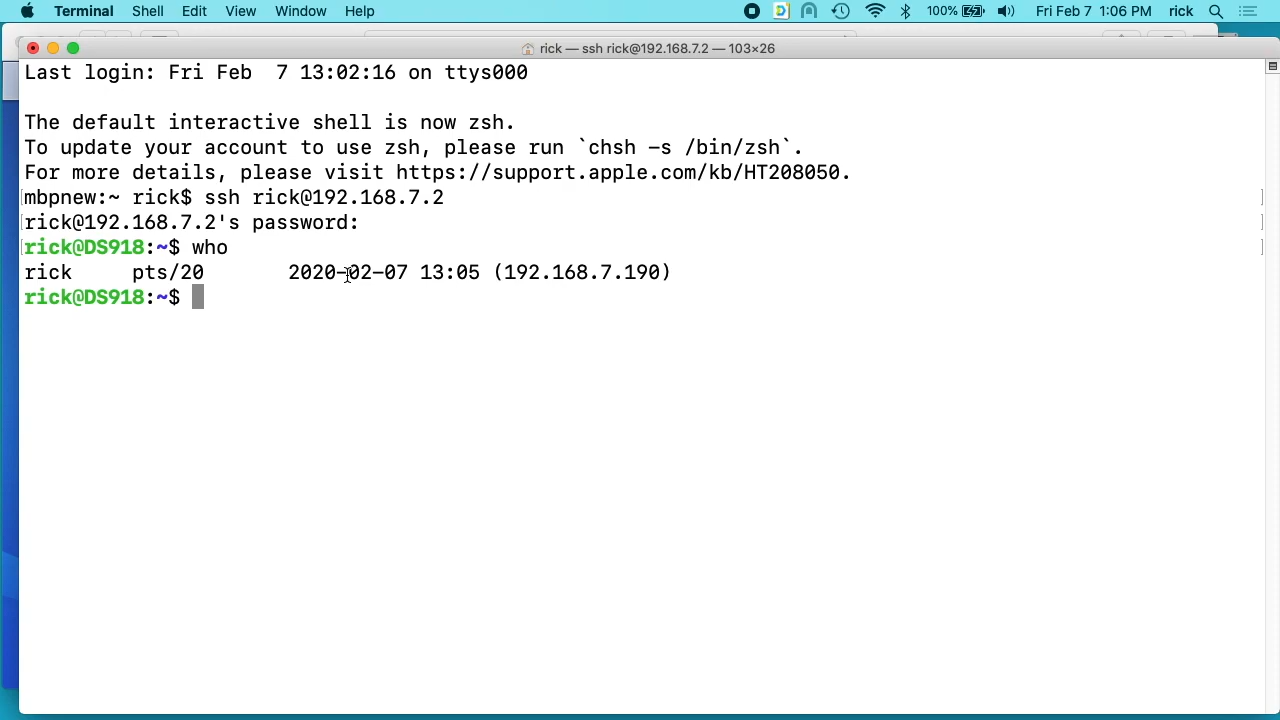 Terminal Shell Edit View Window Help 100% Fri Feb 7 1:06 PM rick
rick — ssh rick@192.168.7.2 — 103×26
Last login: Fri Feb  7 13:02:16 on ttys000
The default interactive shell is now zsh.
To update your account to use zsh, please run `chsh -s /bin/zsh`.
For more details, please visit https://support.apple.com/kb/HT208050.
[mbpnew:~ rick$ ssh rick@192.168.7.2 ]
[rick@192.168.7.2's password: ]
[rick@DS918:~$ who ]
rick     pts/20       2020-02-07 13:05 (192.168.7.190)
rick@DS918:~$